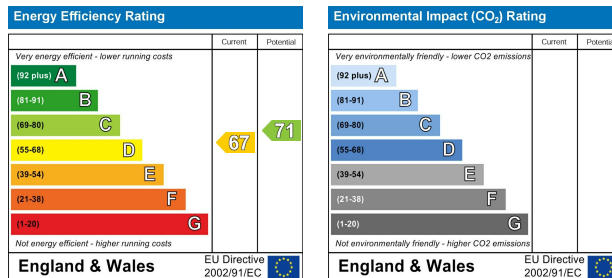 Energy Efficiency Rating
Current Potential
Very energy efficient - lower running costs
(92 plus) A
(81-91) B
(69-80) C
(55-68) D
(39-54) E
(21-38) F
(1-20) G
67
71
Not energy efficient - higher running costs
England & Wales
EU Directive
2002/91/EC
Environmental Impact (CO₂) Rating
Current Potential
Very environmentally friendly - lower CO2 emissions
(92 plus) A
(81-91) B
(69-80) C
(55-68) D
(39-54) E
(21-38) F
(1-20) G
Not environmentally friendly - higher CO2 emissions
England & Wales
EU Directive
2002/91/EC